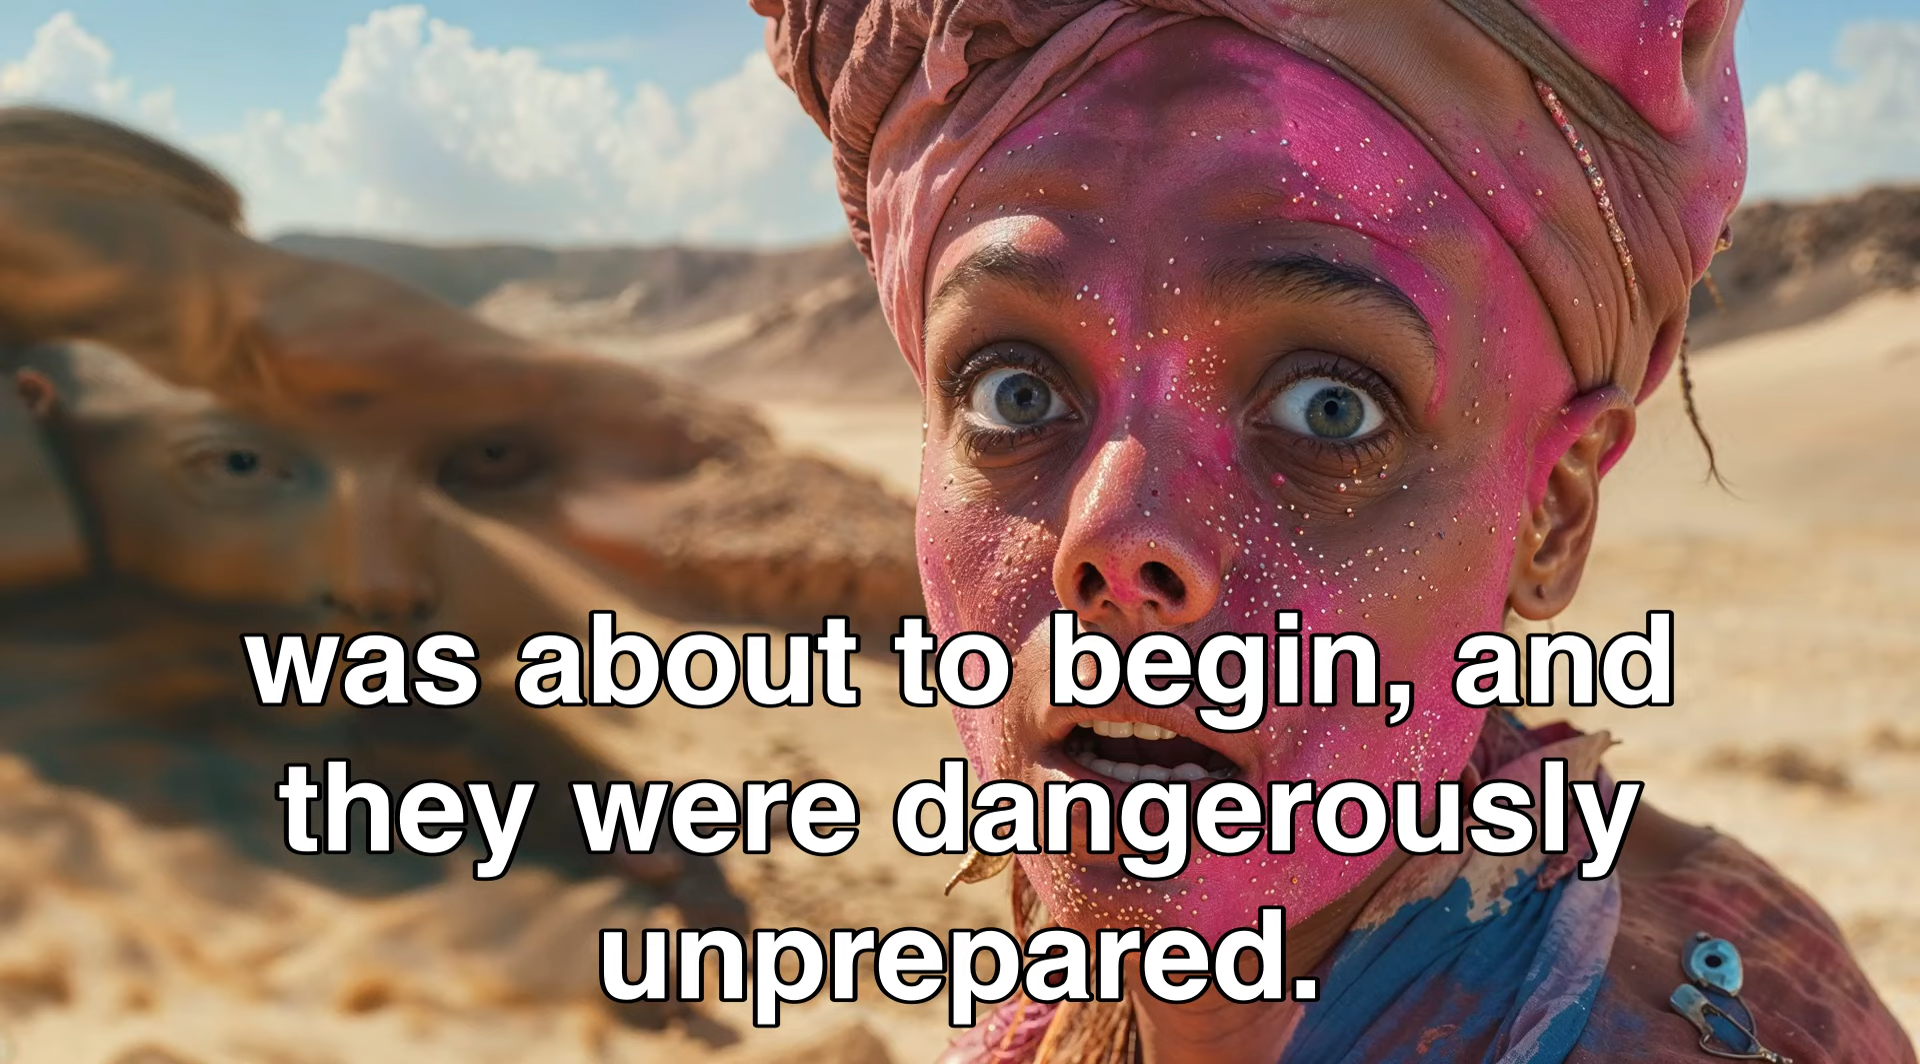 was about to begin, and
they were dangerously
unprepared.